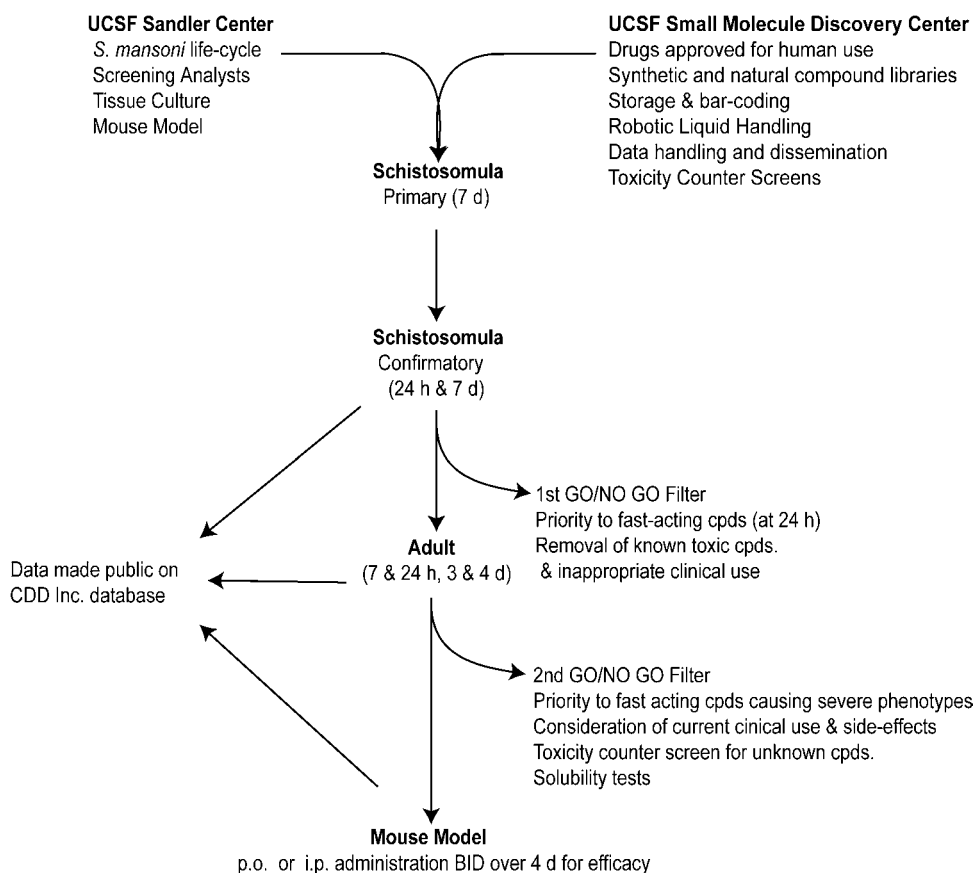 UCSF Sandler Center
S. mansoni life-cycle
Screening Analysts
Tissue Culture
Mouse Model
UCSF Small Molecule Discovery Center
Drugs approved for human use
Synthetic and natural compound libraries
Storage & bar-coding
Robotic Liquid Handling
Data handling and dissemination
Toxicity Counter Screens
Schistosomula
Primary (7 d)
Schistosomula
Confirmatory
(24 h & 7 d)
1st GO/NO GO Filter
Priority to fast-acting cpds (at 24 h)
Removal of known toxic cpds.
& inappropriate clinical use
Adult
(7 & 24 h, 3 & 4 d)
Data made public on
CDD Inc. database
2nd GO/NO GO Filter
Priority to fast acting cpds causing severe phenotypes
Consideration of current clinical use & side-effects
Toxicity counter screen for unknown cpds.
Solubility tests
Mouse Model
p.o. or i.p. administration BID over 4 d for efficacy